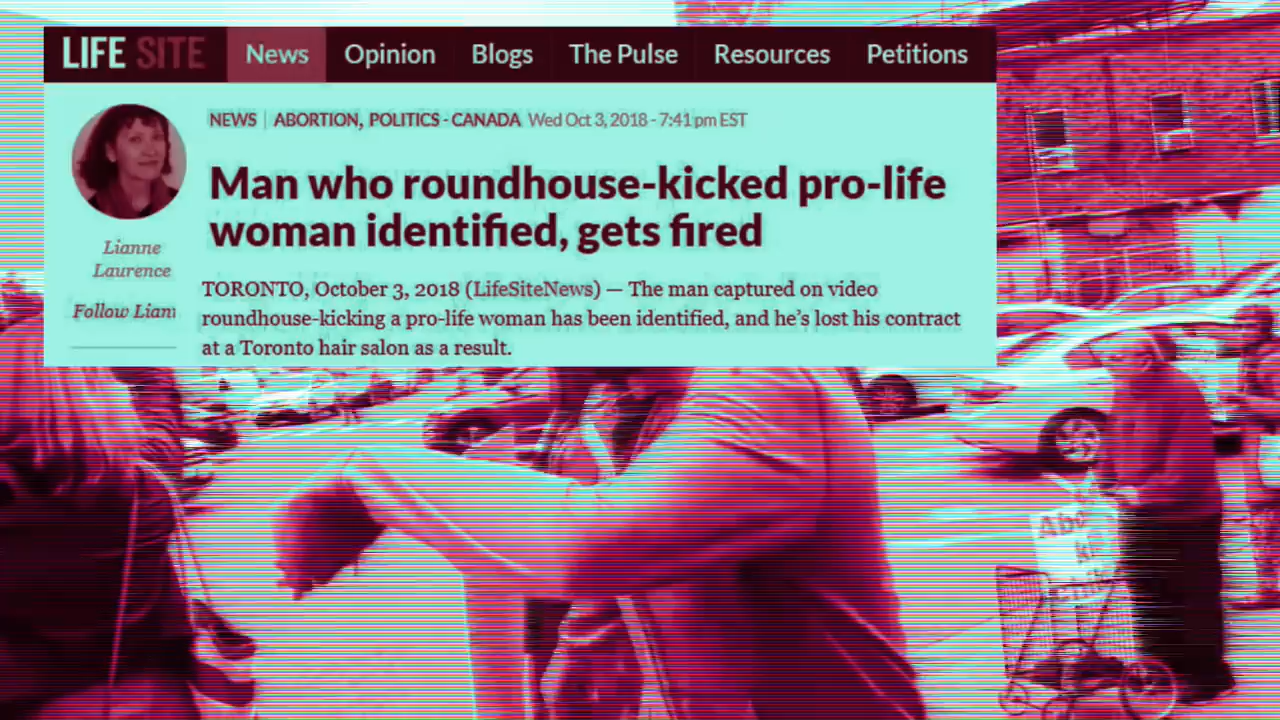 LIFE SITE News Opinion Blogs The Pulse Resources Petitions
NEWS | ABORTION, POLITICS - CANADA Wed Oct 3, 2018 - 7:41 pm EST
Man who roundhouse-kicked pro-life
woman identified, gets fired
Lianne
Laurence
Follow Liann
TORONTO, October 3, 2018 (LifeSiteNews) — The man captured on video
roundhouse-kicking a pro-life woman has been identified, and he's lost his contract
at a Toronto hair salon as a result.